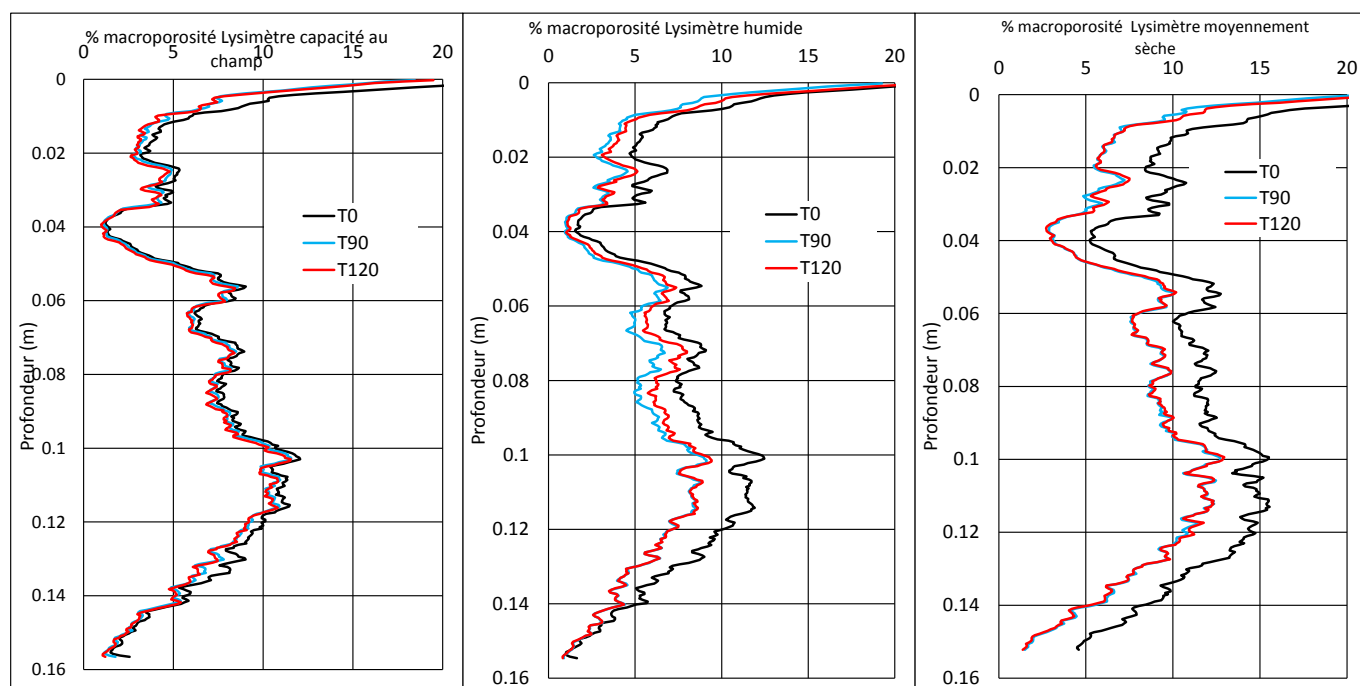 % macroporosité Lysimètre capacité au
champ
0 5 10 15 20
0
0.02
0.04
0.06
0.08
0.1
0.12
0.14
0.16
Profondeur (m)
T0
T90
T120
% macroporosité Lysimètre humide
0 5 10 15 20
0
0.02
0.04
0.06
0.08
0.1
0.12
0.14
0.16
Profondeur (m)
T0
T90
T120
% macroporosité Lysimètre moyennement
sèche
0 5 10 15 20
0
0.02
0.04
0.06
0.08
0.1
0.12
0.14
0.16
Profondeur (m)
T0
T90
T120